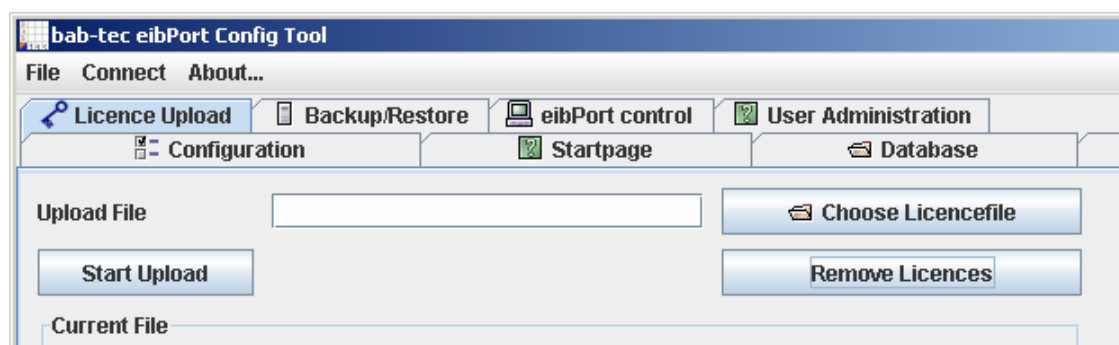 bab-tec eibPort Config Tool
File Connect About...
Licence Upload Backup/Restore eibPort control User Administration
Configuration Startpage Database
Upload File Choose Licencefile
Start Upload Remove Licences
Current File